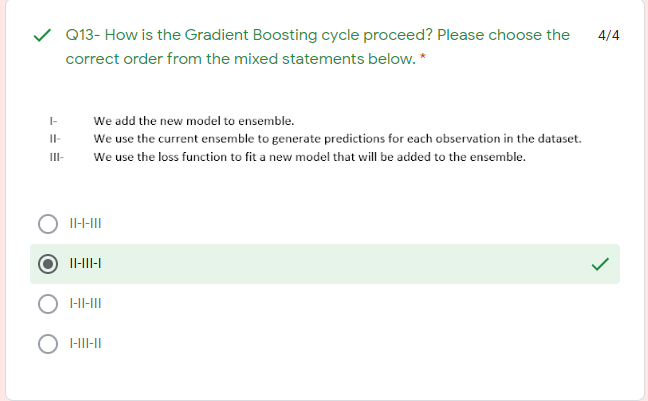 Q13- How is the Gradient Boosting cycle proceed? Please choose the 4/4
correct order from the mixed statements below. *
I- We add the new model to ensemble.
II- We use the current ensemble to generate predictions for each observation in the dataset.
III- We use the loss function to fit a new model that will be added to the ensemble.
II-I-III
II-III-I
I-II-III
I-III-II